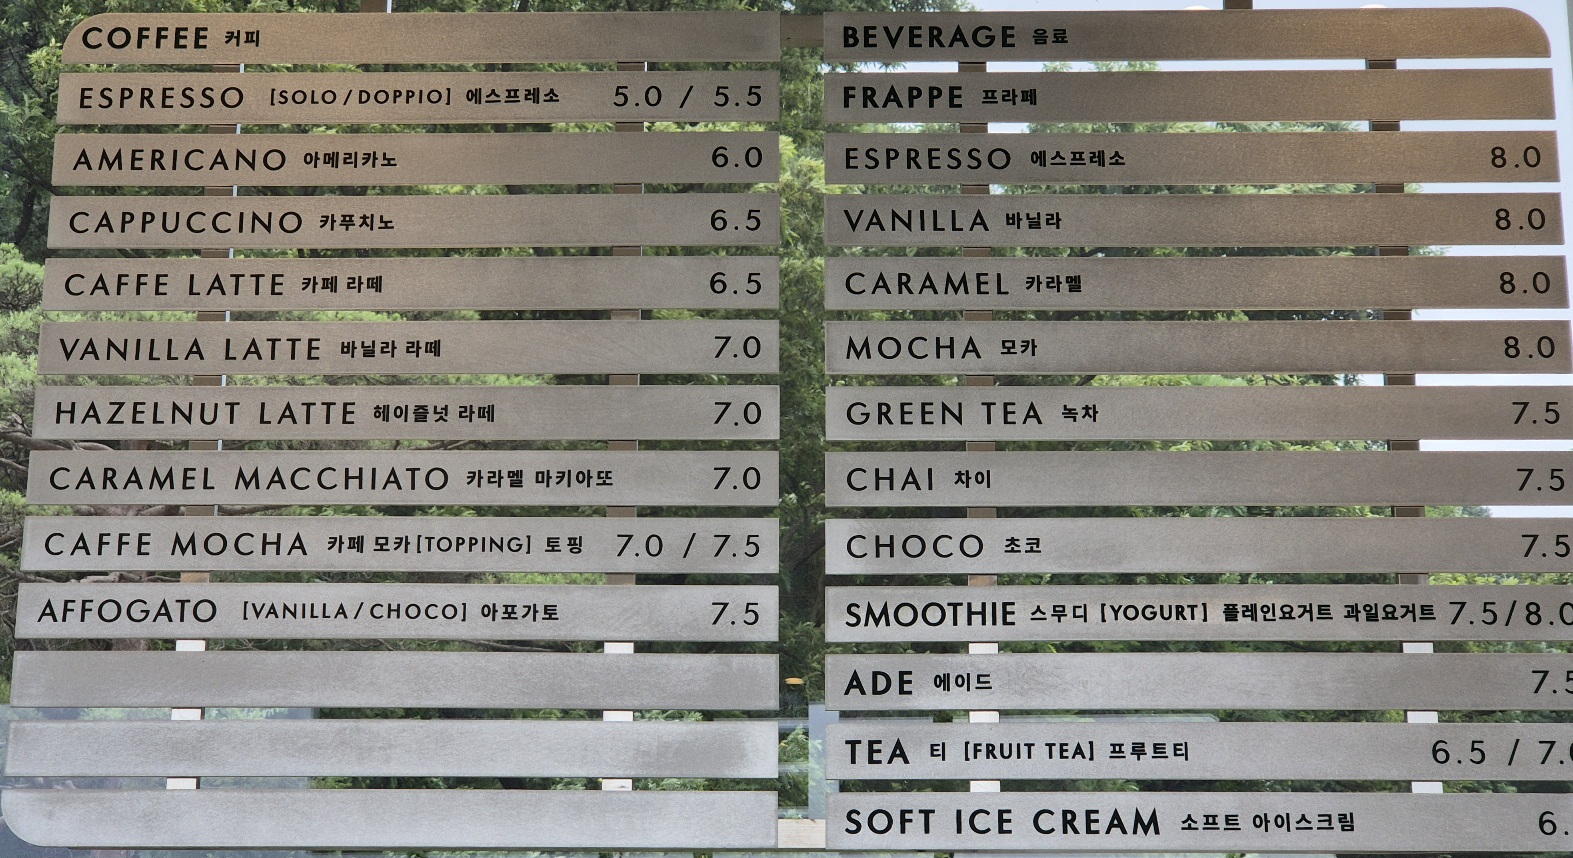 COFFEE 커피
ESPRESSO [SOLO/DOPPIO] 에스프레소 5.0 / 5.5
AMERICANO 아메리카노 6.0
CAPPUCCINO 카푸치노 6.5
CAFFE LATTE 카페 라떼 6.5
VANILLA LATTE 바닐라 라떼 7.0
HAZELNUT LATTE 헤이즐넛 라떼 7.0
CARAMEL MACCHIATO 카라멜 마키아또 7.0
CAFFE MOCHA 카페 모카[TOPPING] 토핑 7.0 / 7.5
AFFOGATO [VANILLA/CHOCO] 아포가토 7.5
BEVERAGE 음료
FRAPPE 프라페
ESPRESSO 에스프레소 8.0
VANILLA 바닐라 8.0
CARAMEL 카라멜 8.0
MOCHA 모카 8.0
GREEN TEA 녹차 7.5
CHAI 차이 7.5
CHOCO 초코 7.5
SMOOTHIE 스무디 [YOGURT] 플레인요거트 과일요거트 7.5/8.0
ADE 에이드 7.5
TEA 티 [FRUIT TEA] 프루트티 6.5 / 7.0
SOFT ICE CREAM 소프트 아이스크림